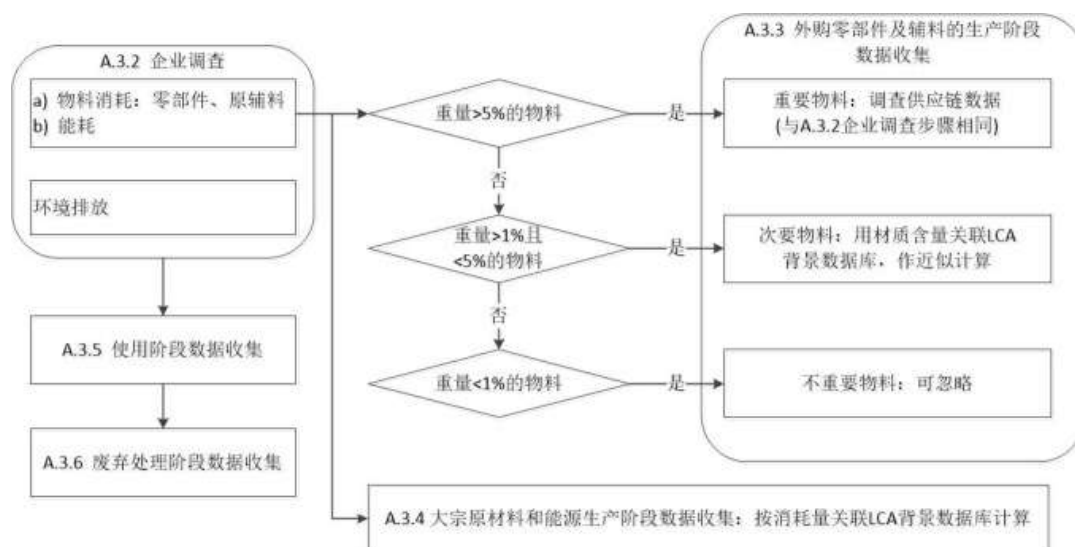 A.3.2 企业调查
a) 物料消耗：零部件、原辅料
b) 能耗
环境排放
A.3.5 使用阶段数据收集
A.3.6 废弃处理阶段数据收集
重量>5%的物料
是
否
重量>1%且
<5%的物料
是
否
重量<1%的物料
是
A.3.3 外购零部件及辅料的生产阶段
数据收集
重要物料：调查供应链数据
(与A.3.2企业调查步骤相同)
次要物料：用材质含量关联LCA
背景数据库，作近似计算
不重要物料：可忽略
A.3.4 大宗原材料和能源生产阶段数据收集：按消耗量关联LCA背景数据库计算